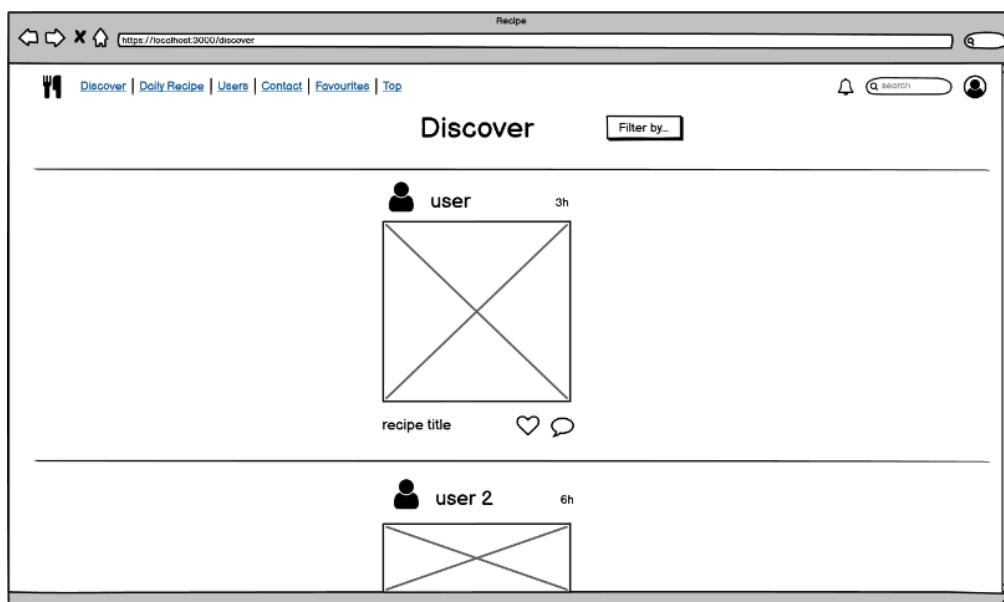 Recipe
https://localhost:3000/discover
Discover | Daily Recipe | Users | Contact | Favourites | Top
search
Discover
Filter by...
user
3h
recipe title
user 2
6h